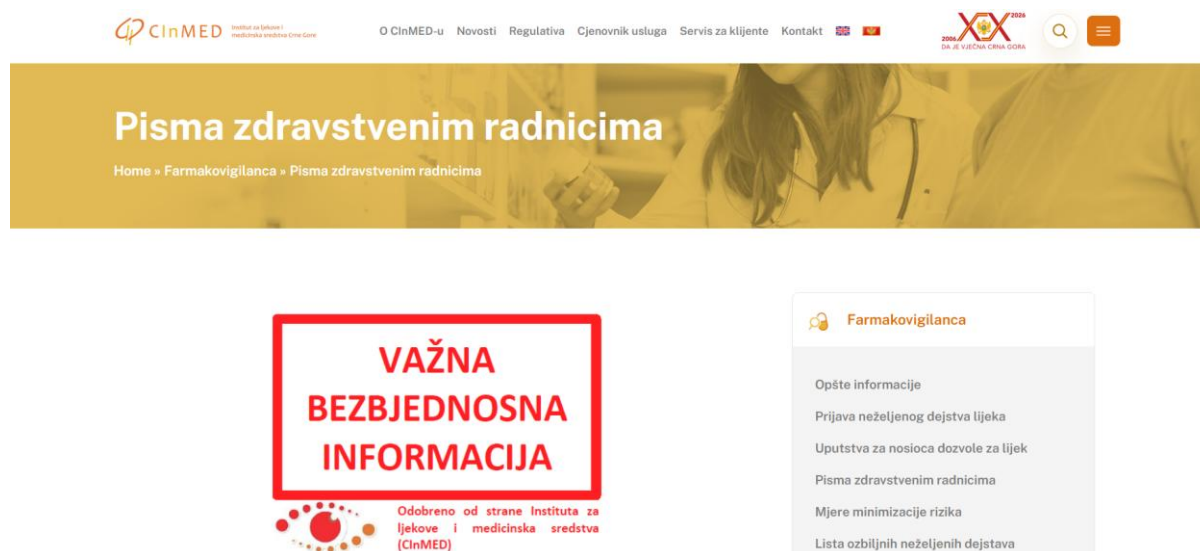 CInMED
Institut za ljekove i
medicinska sredstva Crne Gore
O CInMED-u Novosti Regulativa Cjenovnik usluga Servis za klijente Kontakt
2006 2026
DA JE VJEČNA CRNA GORA
Pisma zdravstvenim radnicima
Home » Farmakovigilanca » Pisma zdravstvenim radnicima
VAŽNA
BEZBJEDNOSNA
INFORMACIJA
Odobreno od strane Instituta za
ljekove i medicinska sredstva
(CInMED)
Farmakovigilanca
Opšte informacije
Prijava neželjenog dejstva lijeka
Uputstva za nosioca dozvole za lijek
Pisma zdravstvenim radnicima
Mjere minimizacije rizika
Lista ozbiljnih neželjenih dejstava